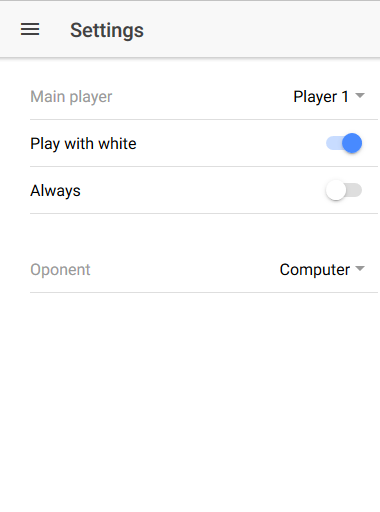 Settings
Main player Player 1
Play with white
Always
Oponent Computer